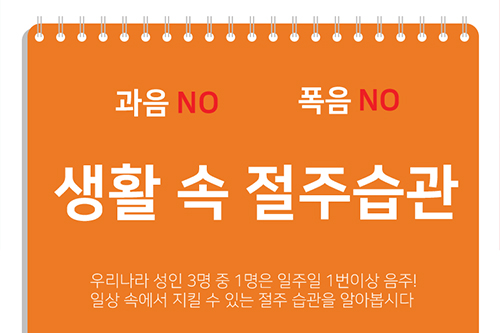 과음 NO 폭음 NO
생활 속 절주습관
우리나라 성인 3명 중 1명은 일주일 1번이상 음주!
일상 속에서 지킬 수 있는 절주 습관을 알아봅시다